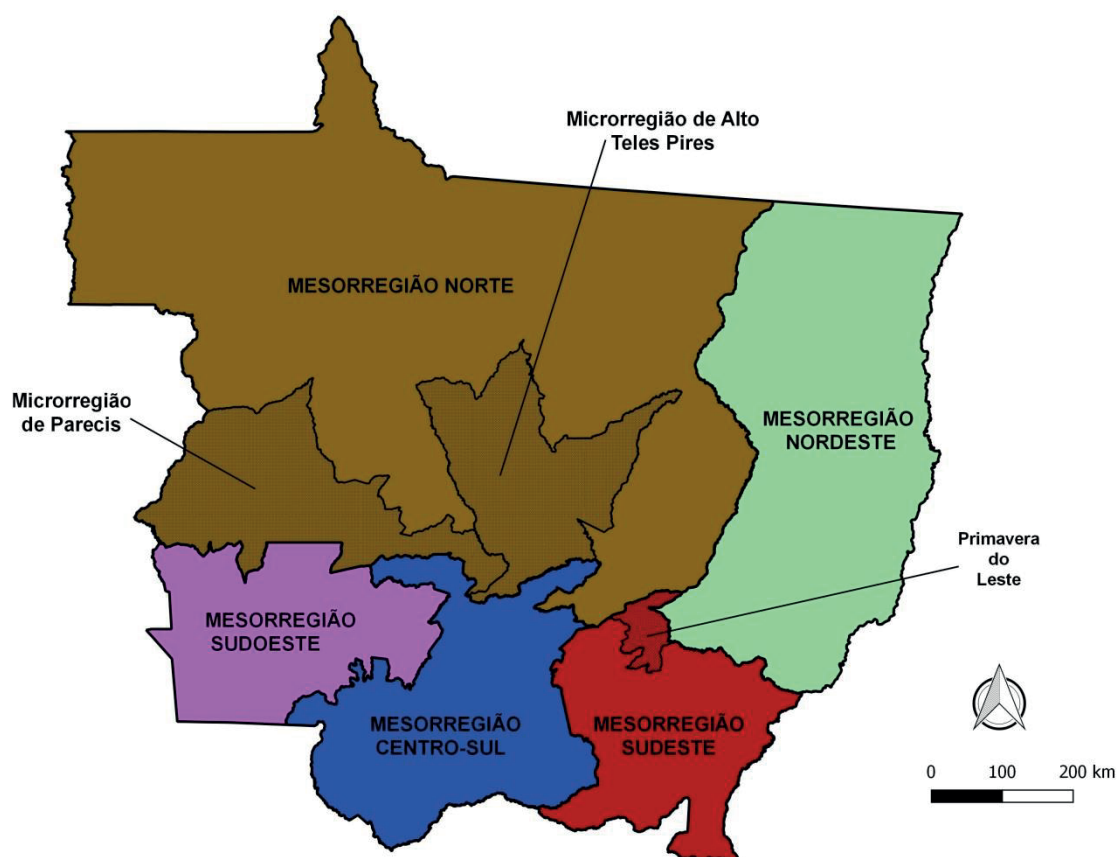 Microrregião de Alto
Teles Pires
MESORREGIÃO NORTE
Microrregião
de Parecis
MESORREGIÃO
NORDESTE
Primavera
do
Leste
MESORREGIÃO
SUDOESTE
MESORREGIÃO
CENTRO-SUL
MESORREGIÃO
SUDESTE
0 100 200 km